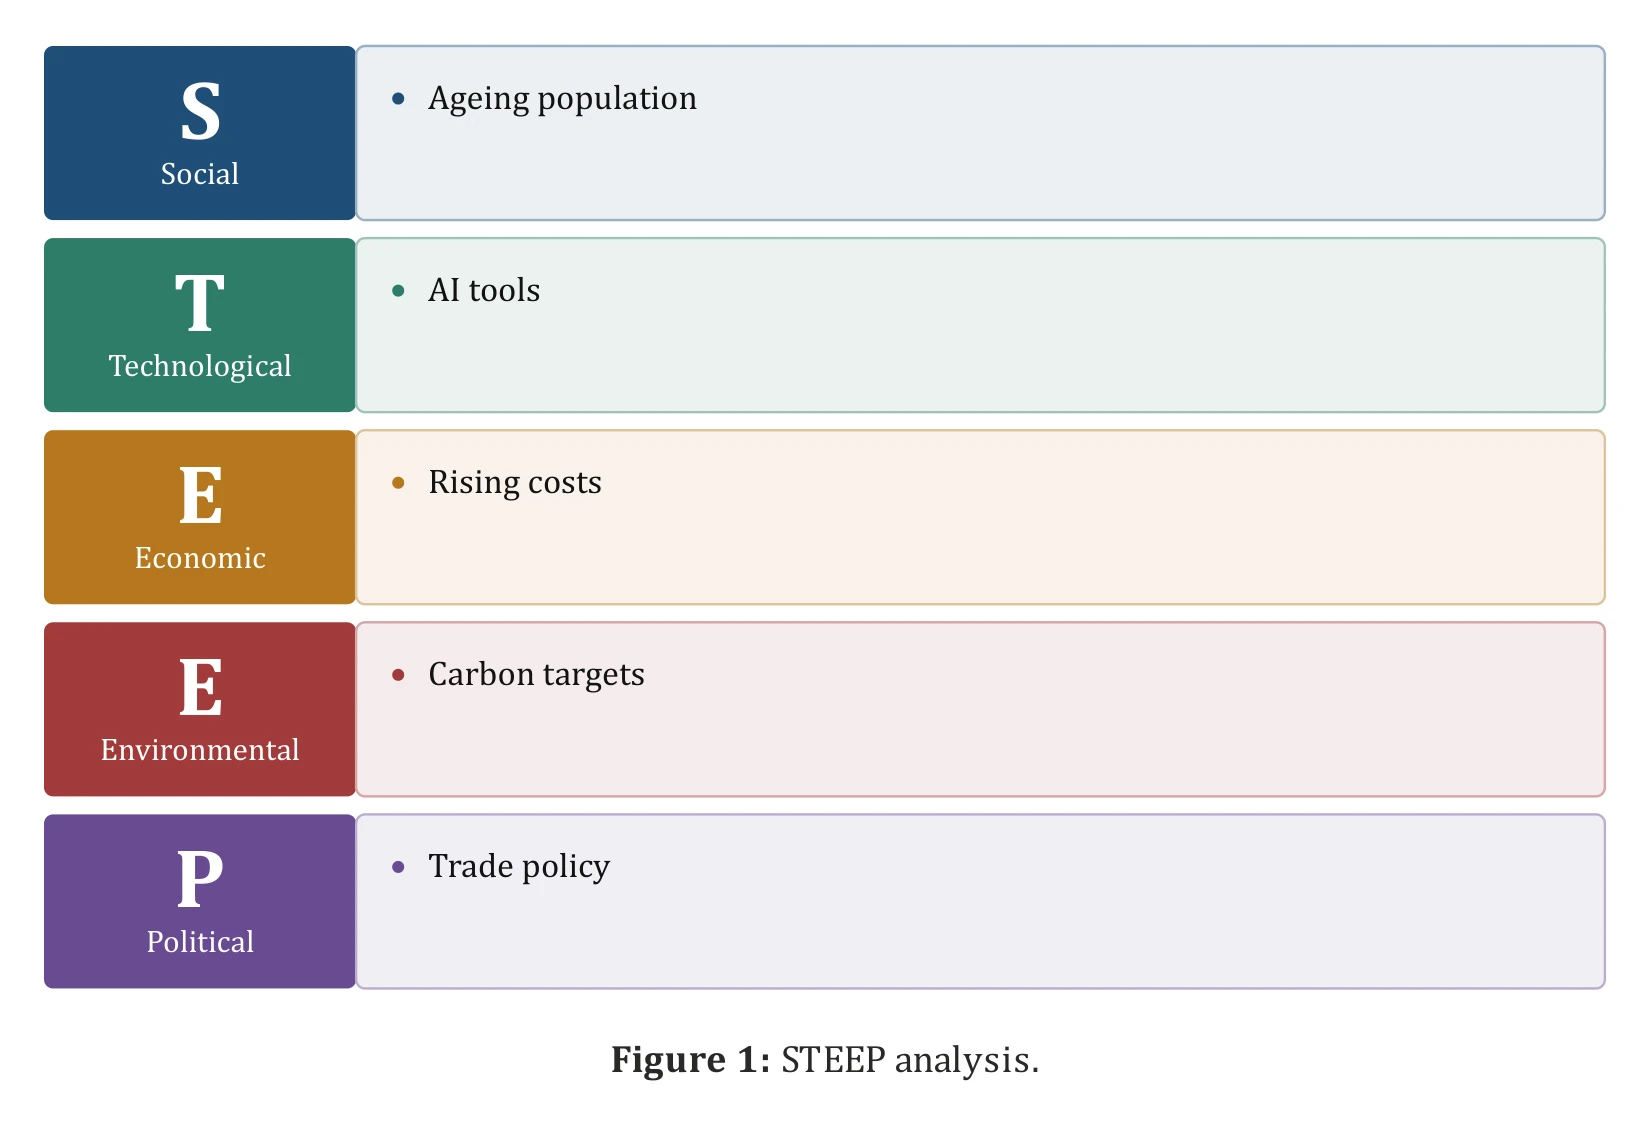 S
Social
• Ageing population
T
Technological
• AI tools
E
Economic
• Rising costs
E
Environmental
• Carbon targets
P
Political
• Trade policy
Figure 1: STEEP analysis.